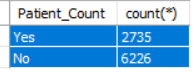 Patient_Count count(*)
Yes 2735
No 6226